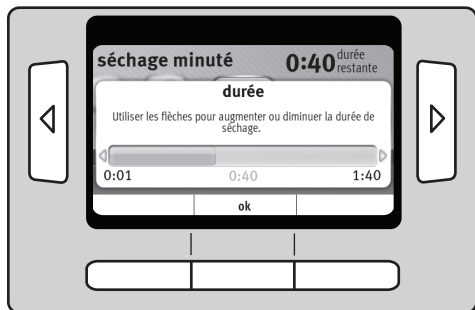 séchage minuté 0:40 durée restante
durée
Utiliser les flèches pour augmenter ou diminuer la durée de
séchage.
0:01 0:40 1:40
ok